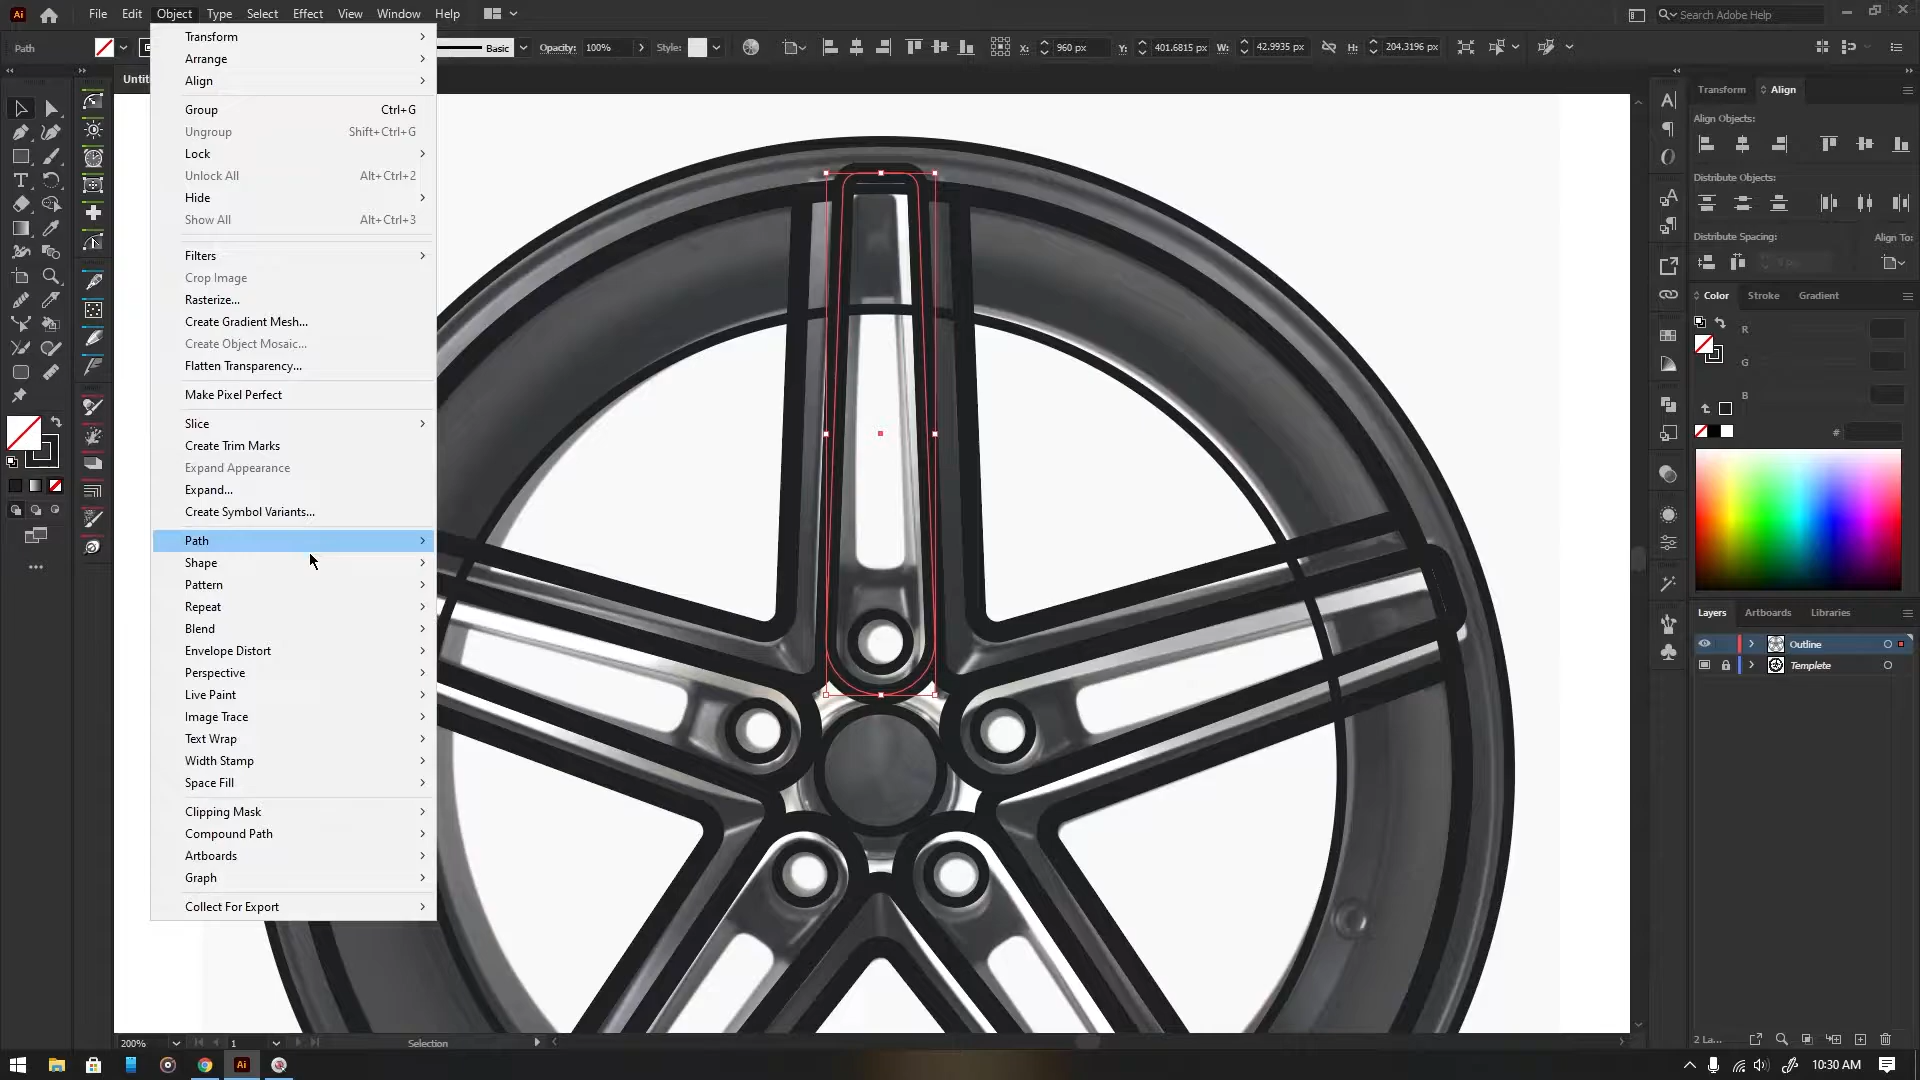 Ai File Edit Object Type Select Effect View Window Help Search Adobe Help
Path Basic Opacity: 100% Style: X: 960 px Y: 401.6815 px W: 42.9935 px H: 204.3196 px
Transform
Arrange
Align
Group Ctrl+G
Ungroup Shift+Ctrl+G
Lock
Unlock All Alt+Ctrl+2
Hide
Show All Alt+Ctrl+3
Filters
Crop Image
Rasterize...
Create Gradient Mesh...
Create Object Mosaic...
Flatten Transparency...
Make Pixel Perfect
Slice
Create Trim Marks
Expand Appearance
Expand...
Create Symbol Variants...
Path
Shape
Pattern
Repeat
Blend
Envelope Distort
Perspective
Live Paint
Image Trace
Text Wrap
Width Stamp
Space Fill
Clipping Mask
Compound Path
Artboards
Graph
Collect For Export
Untit
Transform Align
Align Objects:
Distribute Objects:
Distribute Spacing: Align To:
Color Stroke Gradient
R
G
B
#
Layers Artboards Libraries
Outline
Templete
2 La...
200% 1 Selection
Ai 10:30 AM